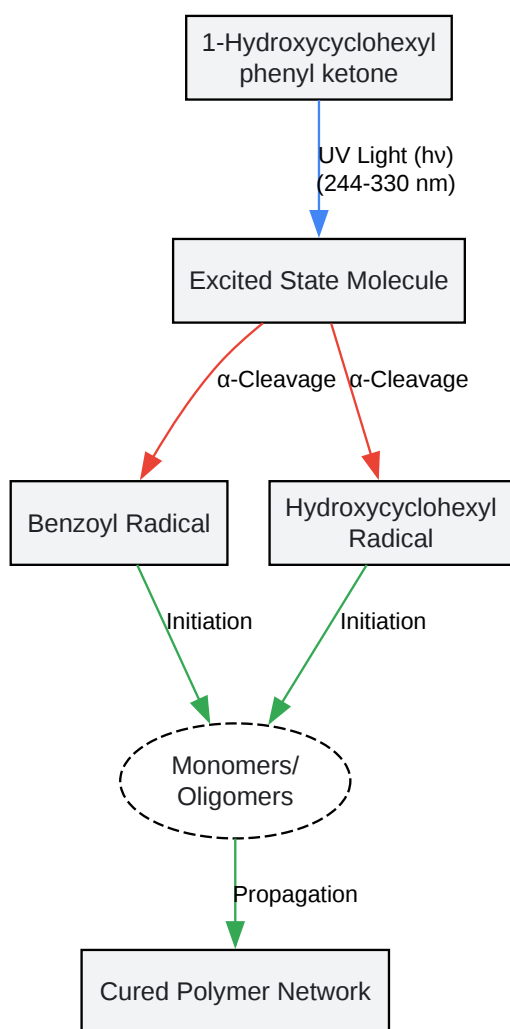 1-Hydroxycyclohexyl
phenyl ketone
UV Light (hν)
(244-330 nm)
Excited State Molecule
α-Cleavage
α-Cleavage
Benzoyl Radical
Hydroxycyclohexyl
Radical
Initiation
Initiation
Monomers/
Oligomers
Propagation
Cured Polymer Network